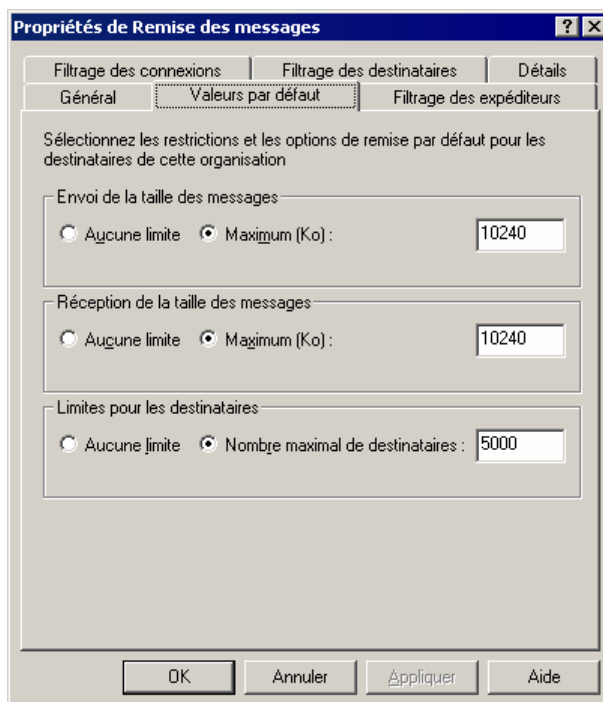 Propriétés de Remise des messages
Filtrage des connexions Filtrage des destinataires Détails
Général Valeurs par défaut Filtrage des expéditeurs
Sélectionnez les restrictions et les options de remise par défaut pour les
destinataires de cette organisation
Envoi de la taille des messages
Aucune limite Maximum (Ko) : 10240
Réception de la taille des messages
Aucune limite Maximum (Ko) : 10240
Limites pour les destinataires
Aucune limite Nombre maximal de destinataires : 5000
OK Annuler Appliquer Aide